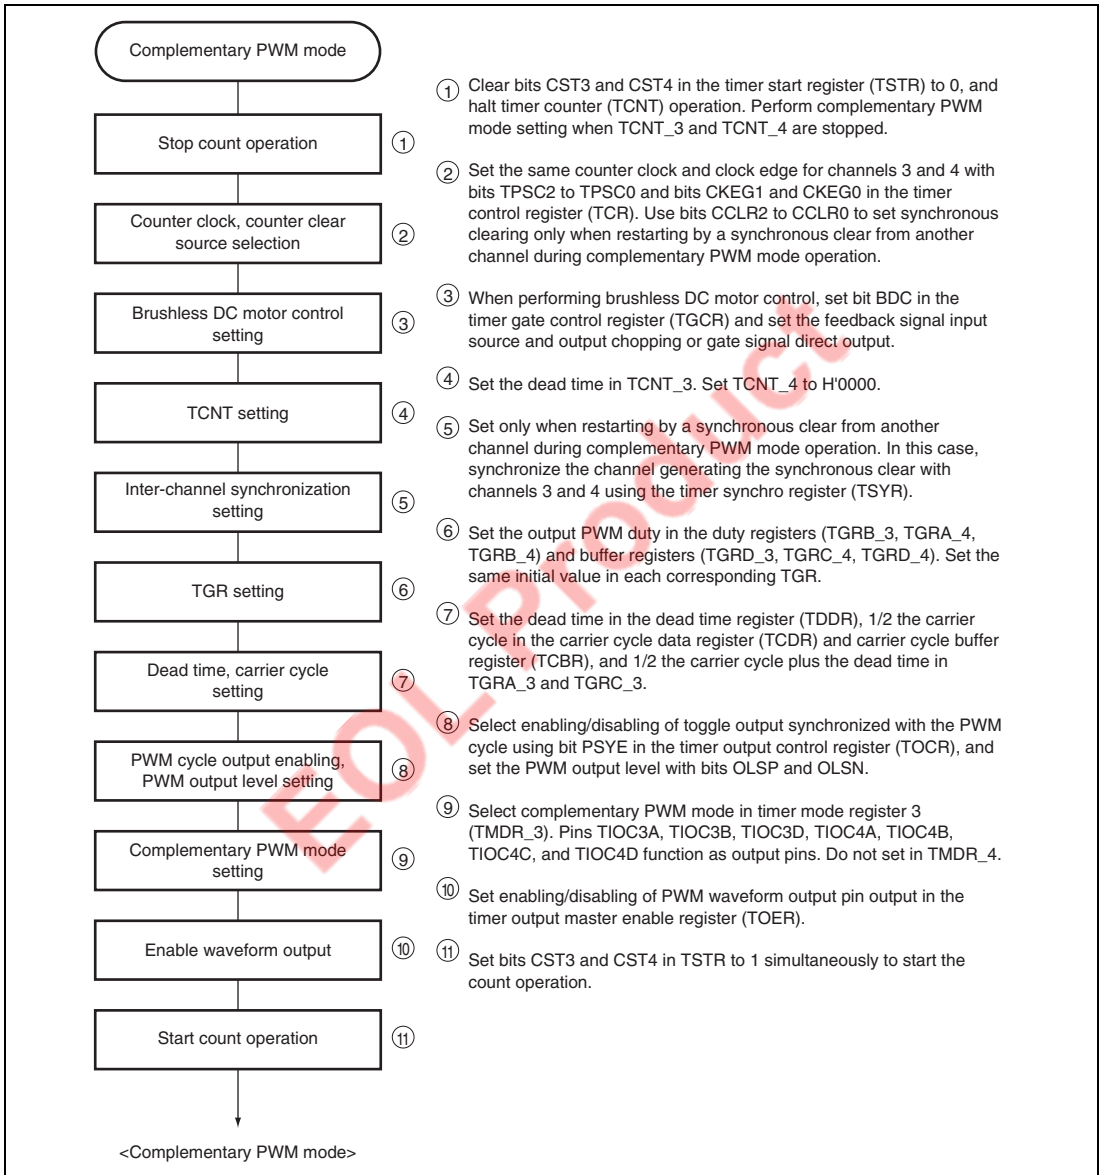 Complementary PWM mode
Stop count operation
①
Counter clock, counter clear
source selection
②
Brushless DC motor control
setting
③
TCNT setting
④
Inter-channel synchronization
setting
⑤
TGR setting
⑥
Dead time, carrier cycle
setting
⑦
PWM cycle output enabling,
PWM output level setting
⑧
Complementary PWM mode
setting
⑨
Enable waveform output
⑩
Start count operation
⑪
<Complementary PWM mode>
① Clear bits CST3 and CST4 in the timer start register (TSTR) to 0, and
halt timer counter (TCNT) operation. Perform complementary PWM
mode setting when TCNT_3 and TCNT_4 are stopped.
② Set the same counter clock and clock edge for channels 3 and 4 with
bits TPSC2 to TPSC0 and bits CKEG1 and CKEG0 in the timer
control register (TCR). Use bits CCLR2 to CCLR0 to set synchronous
clearing only when restarting by a synchronous clear from another
channel during complementary PWM mode operation.
③ When performing brushless DC motor control, set bit BDC in the
timer gate control register (TGCR) and set the feedback signal input
source and output chopping or gate signal direct output.
④ Set the dead time in TCNT_3. Set TCNT_4 to H'0000.
⑤ Set only when restarting by a synchronous clear from another
channel during complementary PWM mode operation. In this case,
synchronize the channel generating the synchronous clear with
channels 3 and 4 using the timer synchro register (TSYR).
⑥ Set the output PWM duty in the duty registers (TGRB_3, TGRA_4,
TGRB_4) and buffer registers (TGRD_3, TGRC_4, TGRD_4). Set the
same initial value in each corresponding TGR.
⑦ Set the dead time in the dead time register (TDDR), 1/2 the carrier
cycle in the carrier cycle data register (TCDR) and carrier cycle buffer
register (TCBR), and 1/2 the carrier cycle plus the dead time in
TGRA_3 and TGRC_3.
⑧ Select enabling/disabling of toggle output synchronized with the PWM
cycle using bit PSYE in the timer output control register (TOCR), and
set the PWM output level with bits OLSP and OLSN.
⑨ Select complementary PWM mode in timer mode register 3
(TMDR_3). Pins TIOC3A, TIOC3B, TIOC3D, TIOC4A, TIOC4B,
TIOC4C, and TIOC4D function as output pins. Do not set in TMDR_4.
⑩ Set enabling/disabling of PWM waveform output pin output in the
timer output master enable register (TOER).
⑪ Set bits CST3 and CST4 in TSTR to 1 simultaneously to start the
count operation.
EOL Product